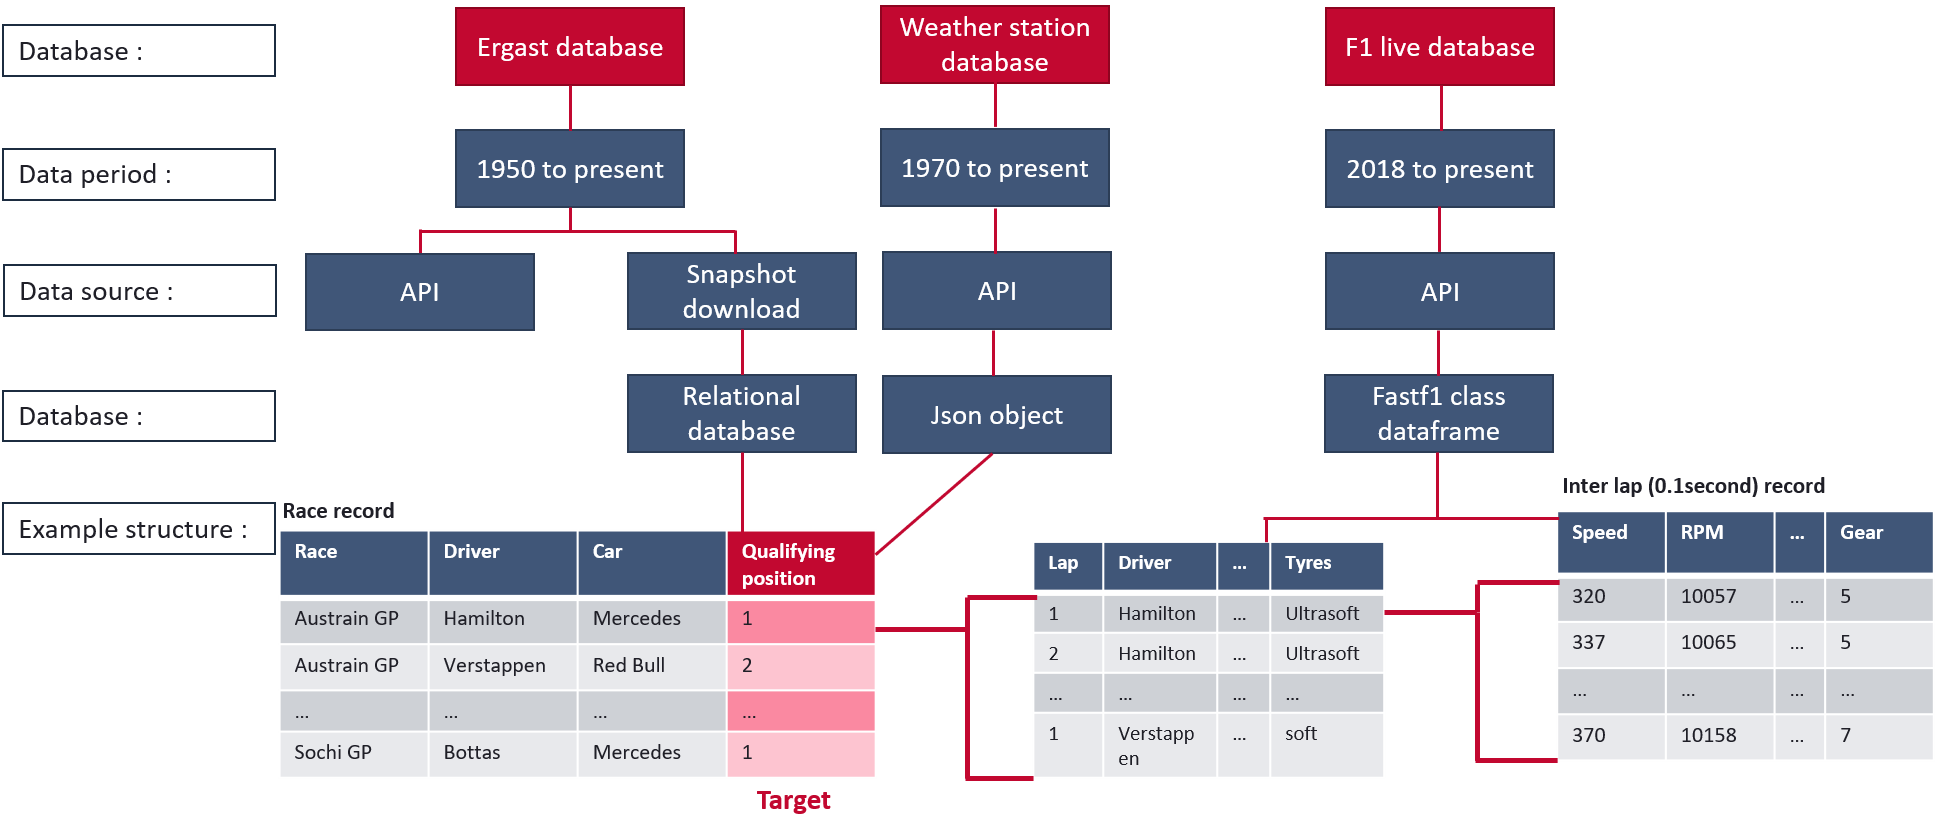 Database :
Ergast database
Weather station
database
F1 live database
Data period :
1950 to present
1970 to present
2018 to present
Data source :
API
Snapshot
download
API
API
Database :
Relational
database
Json object
Fastf1 class
dataframe
Example structure :
Race record
Race Driver Car Qualifying
position
Austrain GP Hamilton Mercedes 1
Austrain GP Verstappen Red Bull 2
... ... ... ...
Sochi GP Bottas Mercedes 1
Target
Lap Driver ... Tyres
1 Hamilton ... Ultrasoft
2 Hamilton ... Ultrasoft
... ... ... ...
1 Verstapp ... soft
en
Inter lap (0.1second) record
Speed RPM ... Gear
320 10057 ... 5
337 10065 ... 5
... ... ... ...
370 10158 ... 7